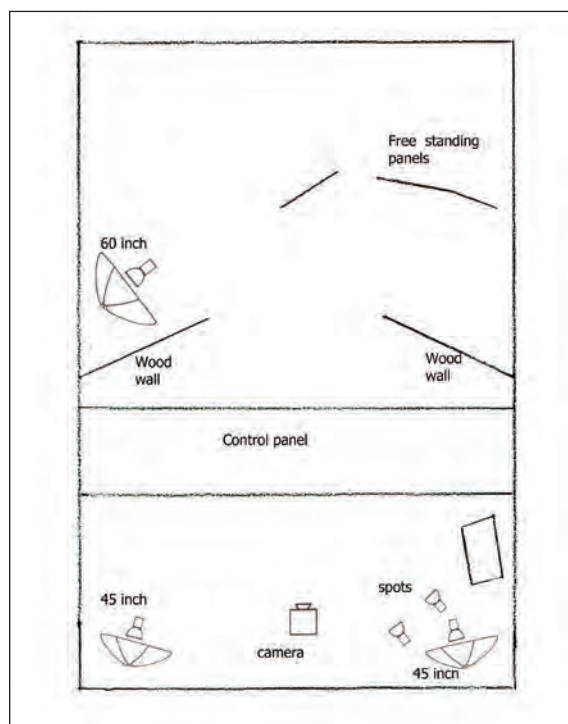 Free standing
panels
60 inch
Wood
wall
Wood
wall
Control panel
45 inch
spots
camera
45 incn